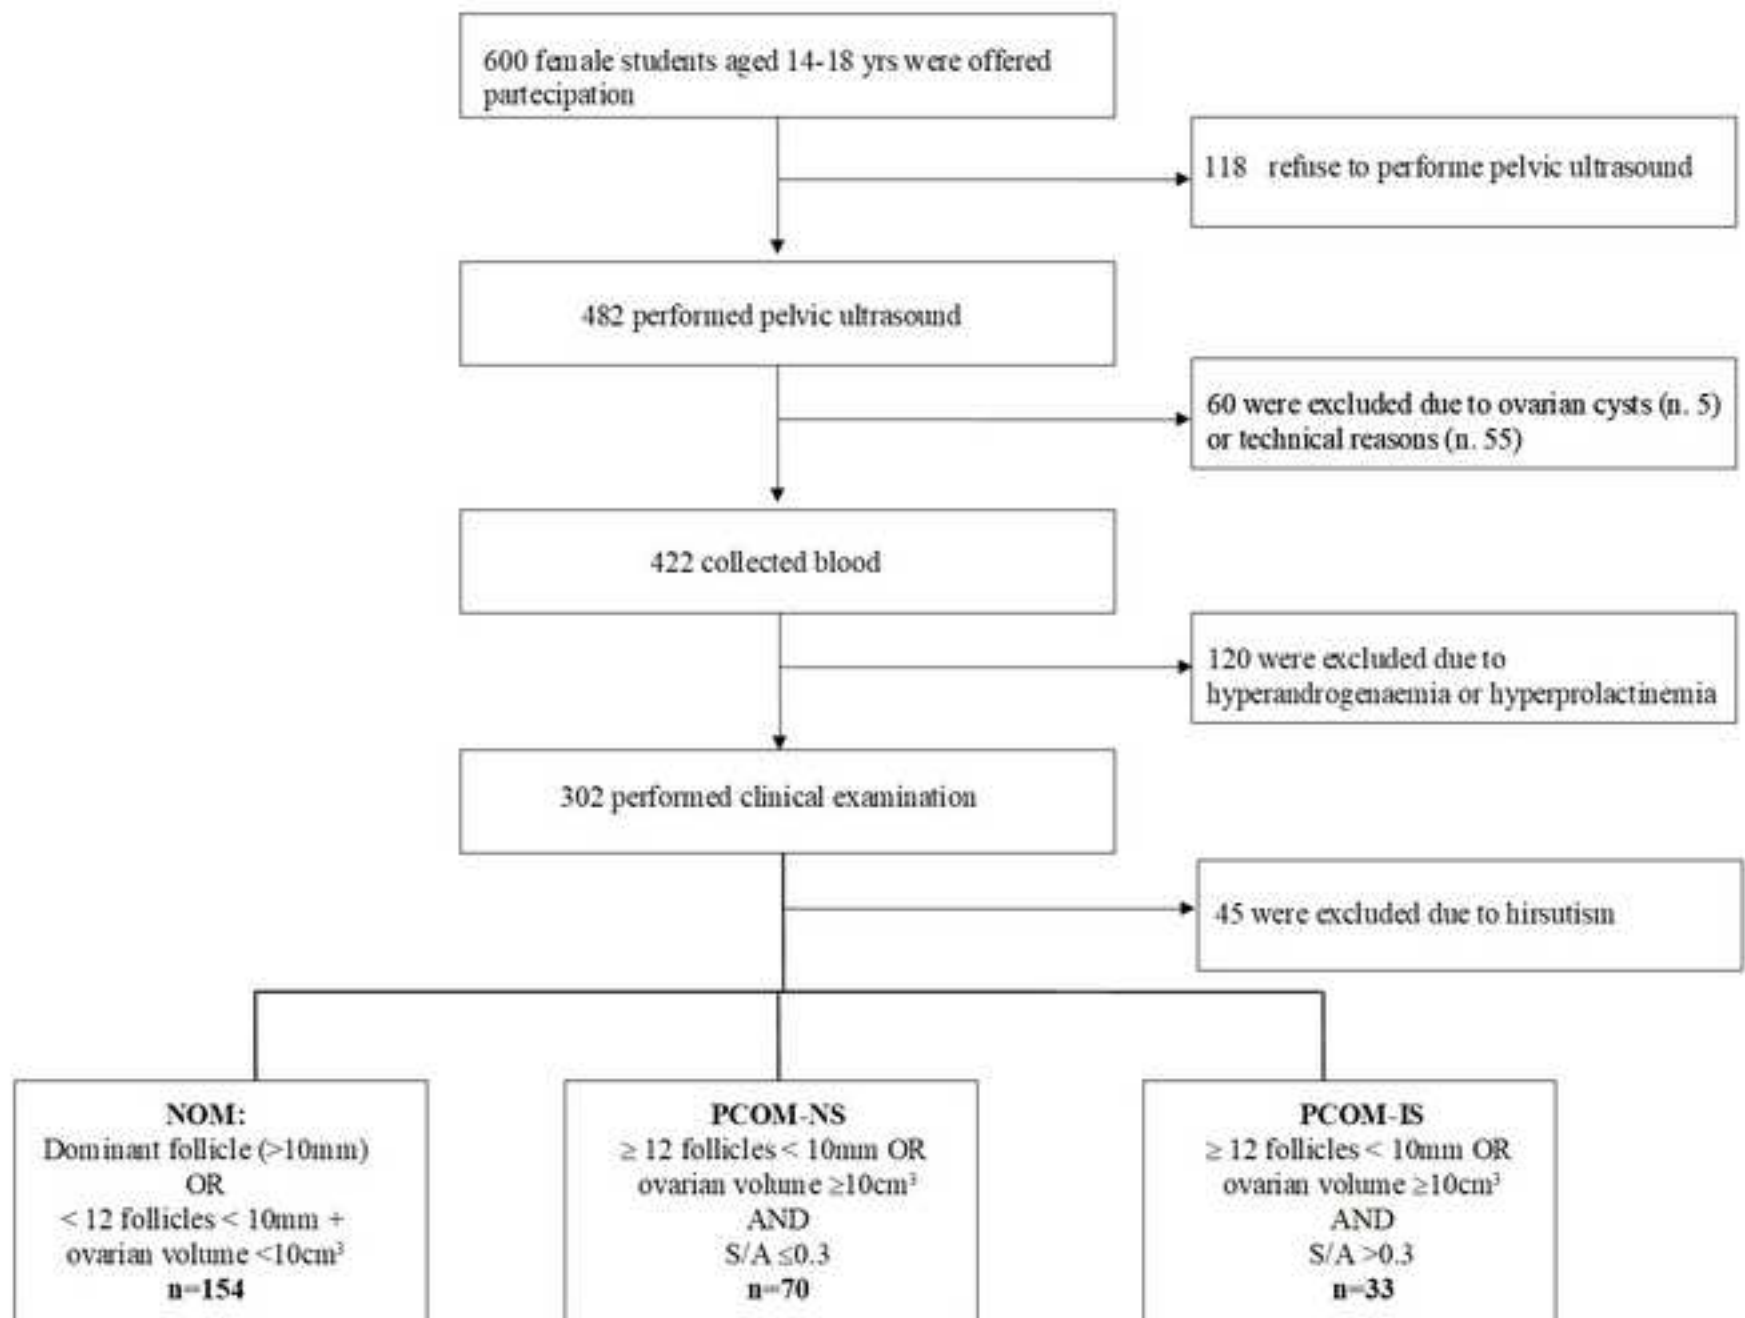 600 female students aged 14-18 yrs were offered
partecipation
118 refuse to performe pelvic ultrasound
482 performed pelvic ultrasound
60 were excluded due to ovarian cysts (n. 5)
or technical reasons (n. 55)
422 collected blood
120 were excluded due to
hyperandrogenaemia or hyperprolactinemia
302 performed clinical examination
45 were excluded due to hirsutism
NOM:
Dominant follicle (>10mm)
OR
< 12 follicles < 10mm +
ovarian volume <10cm³
n=154
PCOM-NS
≥ 12 follicles < 10mm OR
ovarian volume ≥10cm³
AND
S/A ≤0.3
n=70
PCOM-IS
≥ 12 follicles < 10mm OR
ovarian volume ≥10cm³
AND
S/A >0.3
n=33